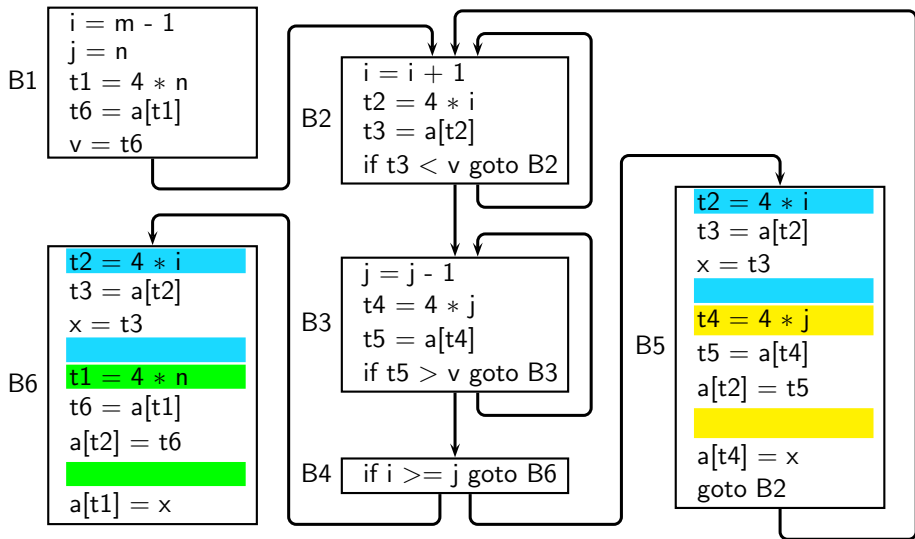 B1
i = m - 1
j = n
t1 = 4 * n
t6 = a[t1]
v = t6
B2
i = i + 1
t2 = 4 * i
t3 = a[t2]
if t3 < v goto B2
B3
j = j - 1
t4 = 4 * j
t5 = a[t4]
if t5 > v goto B3
B4
if i >= j goto B6
B5
t2 = 4 * i
t3 = a[t2]
x = t3
t4 = 4 * j
t5 = a[t4]
a[t2] = t5
a[t4] = x
goto B2
B6
t2 = 4 * i
t3 = a[t2]
x = t3
t1 = 4 * n
t6 = a[t1]
a[t2] = t6
a[t1] = x